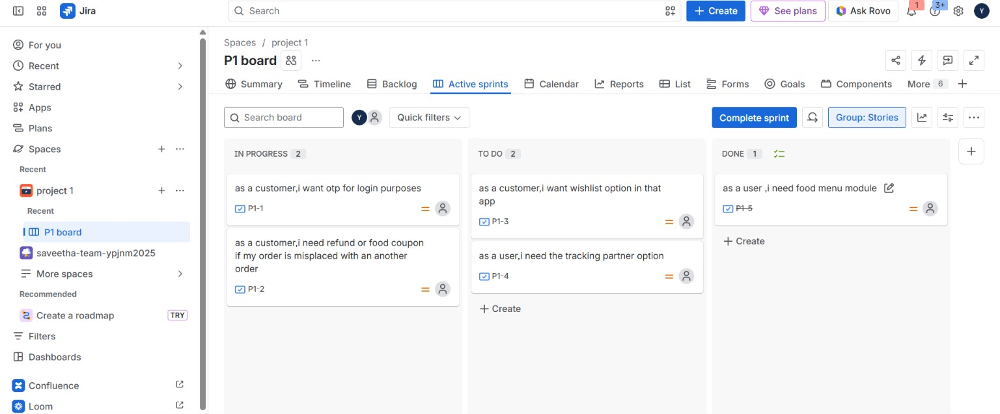 Jira
Search
Create
See plans
Ask Rovo
1
3+
Y
For you
Recent
Starred
Apps
Plans
Spaces
Recent
project 1
Recent
P1 board
saveetha-team-ypjnm2025
More spaces
Recommended
Create a roadmap TRY
Filters
Dashboards
Confluence
Loom
Spaces / project 1
P1 board
Summary Timeline Backlog Active sprints Calendar Reports List Forms Goals Components More 6
Search board Y Quick filters Complete sprint Group: Stories
IN PROGRESS 2
as a customer,i want otp for login purposes
P1-1
as a customer,i need refund or food coupon
if my order is misplaced with an another
order
P1-2
TO DO 2
as a customer,i want wishlist option in that
app
P1-3
as a user,i need the tracking partner option
P1-4
Create
DONE 1
as a user ,i need food menu module
P1-5
Create